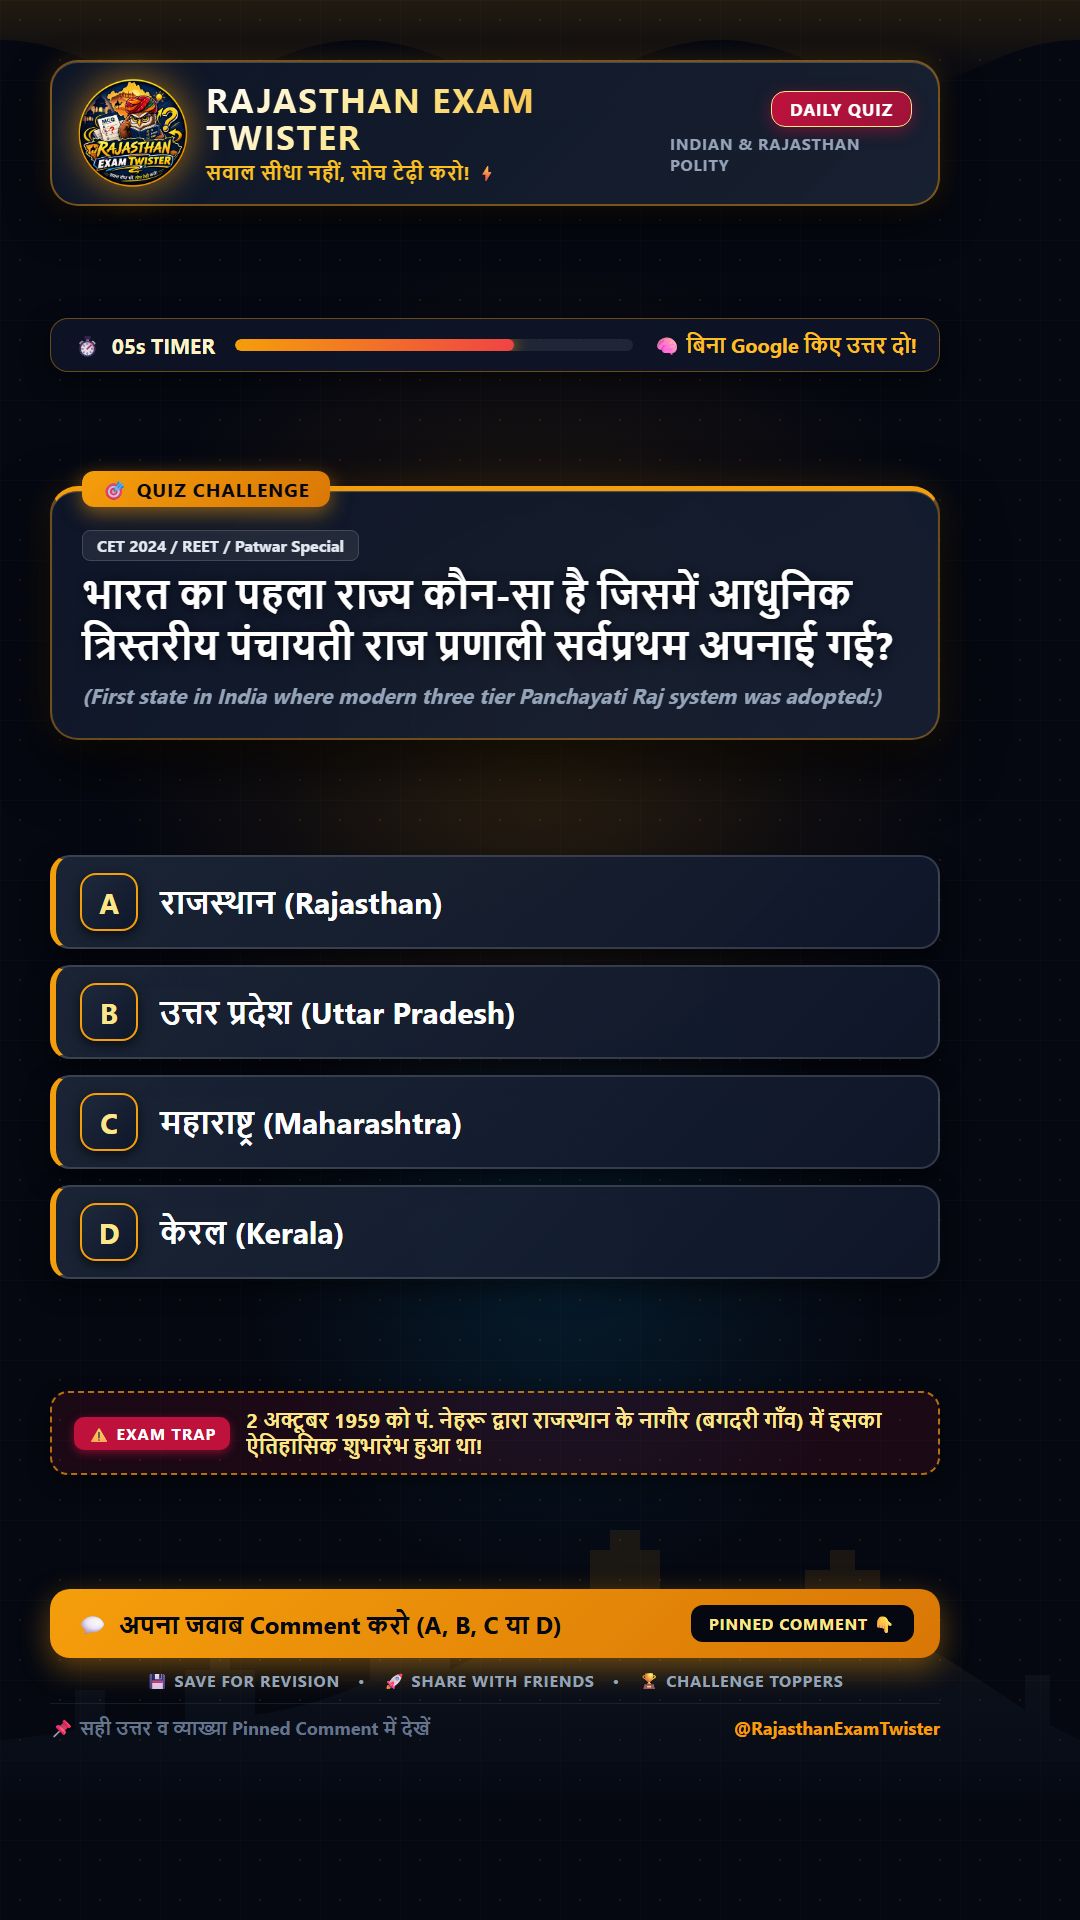 RAJASTHAN EXAM
TWISTER
सवाल सीधा नहीं, सोच टेढ़ी करो!
DAILY QUIZ
INDIAN & RAJASTHAN
POLITY
MCQ
RAJASTHAN
EXAM TWISTER
05s TIMER
बिना Google किए उत्तर दो!
QUIZ CHALLENGE
CET 2024 / REET / Patwar Special
भारत का पहला राज्य कौन-सा है जिसमें आधुनिक
त्रिस्तरीय पंचायती राज प्रणाली सर्वप्रथम अपनाई गई?
(First state in India where modern three tier Panchayati Raj system was adopted:)
A राजस्थान (Rajasthan)
B उत्तर प्रदेश (Uttar Pradesh)
C महाराष्ट्र (Maharashtra)
D केरल (Kerala)
EXAM TRAP
2 अक्टूबर 1959 को पं. नेहरू द्वारा राजस्थान के नागौर (बगदरी गाँव) में इसका
ऐतिहासिक शुभारंभ हुआ था!
अपना जवाब Comment करो (A, B, C या D)
PINNED COMMENT
SAVE FOR REVISION • SHARE WITH FRIENDS • CHALLENGE TOPPERS
सही उत्तर व व्याख्या Pinned Comment में देखें
@RajasthanExamTwister